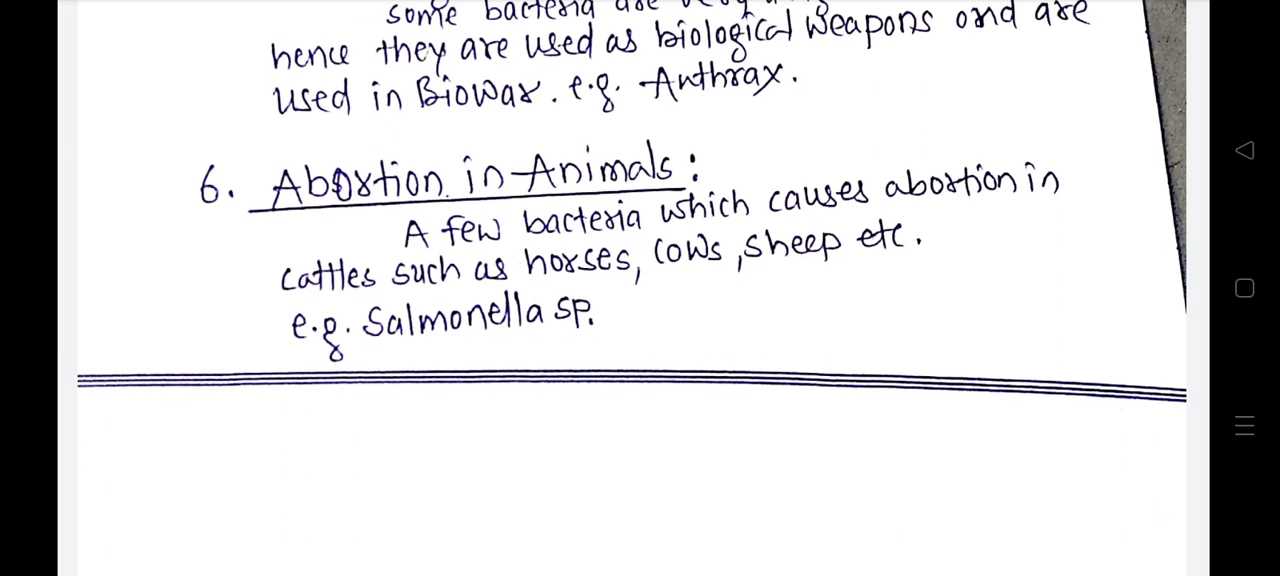 some bacteria are very
hence they are used as biological weapons and are
used in Biowar. e.g. Anthrax.
6. Abortion in Animals:
A few bacteria which causes abortion in
cattles such as horses, cows, sheep etc.
e.g. Salmonella sp.